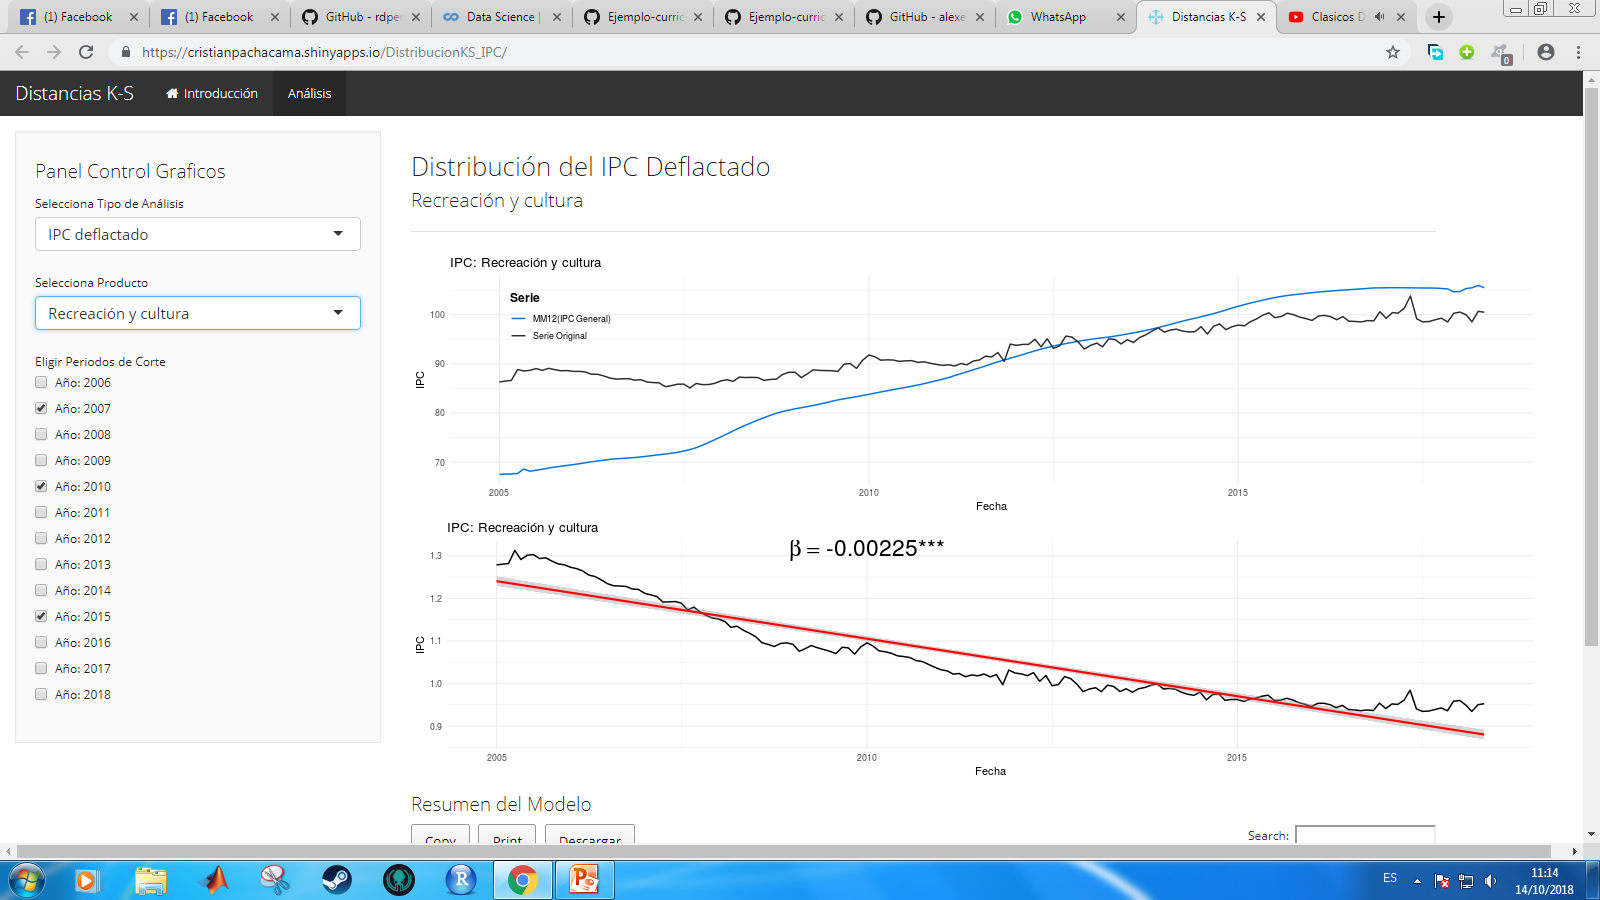 (1) Facebook
(1) Facebook
GitHub - rdpe
Data Science |
Ejemplo-curric
Ejemplo-curric
GitHub - alexe
WhatsApp
Distancias K-S
Clasicos D
https://cristianpachacama.shinyapps.io/DistribucionKS_IPC/
0
Distancias K-S
Introducción
Análisis
Panel Control Graficos
Selecciona Tipo de Análisis
IPC deflactado
Selecciona Producto
Recreación y cultura
Eligir Periodos de Corte
Año: 2006
Año: 2007
Año: 2008
Año: 2009
Año: 2010
Año: 2011
Año: 2012
Año: 2013
Año: 2014
Año: 2015
Año: 2016
Año: 2017
Año: 2018
Distribución del IPC Deflactado
Recreación y cultura
IPC: Recreación y cultura
Serie
MM12(IPC General)
Serie Original
100
90
80
70
IPC
2005
2010
2015
Fecha
IPC: Recreación y cultura
β = -0.00225***
1.3
1.2
1.1
1.0
0.9
IPC
2005
2010
2015
Fecha
Resumen del Modelo
Copy
Print
Descargar
Search:
ES
11:14
14/10/2018